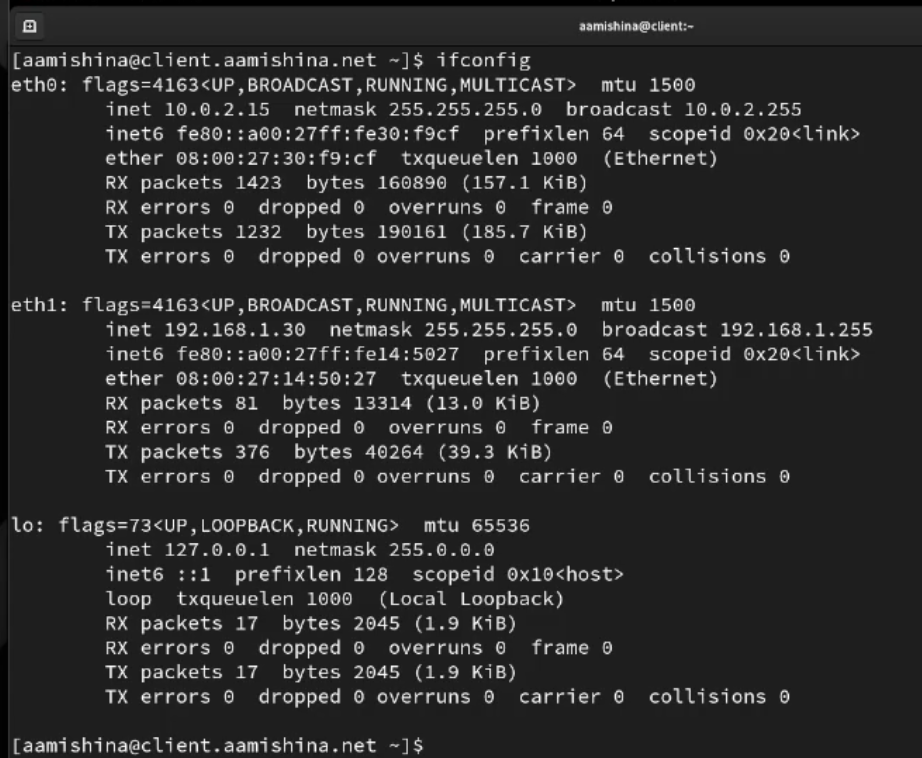 aamishina@client:~
[aamishina@client.aamishina.net ~]$ ifconfig
eth0: flags=4163<UP,BROADCAST,RUNNING,MULTICAST>  mtu 1500
        inet 10.0.2.15  netmask 255.255.255.0  broadcast 10.0.2.255
        inet6 fe80::a00:27ff:fe30:f9cf  prefixlen 64  scopeid 0x20<link>
        ether 08:00:27:30:f9:cf  txqueuelen 1000  (Ethernet)
        RX packets 1423  bytes 160890 (157.1 KiB)
        RX errors 0  dropped 0  overruns 0  frame 0
        TX packets 1232  bytes 190161 (185.7 KiB)
        TX errors 0  dropped 0 overruns 0  carrier 0  collisions 0

eth1: flags=4163<UP,BROADCAST,RUNNING,MULTICAST>  mtu 1500
        inet 192.168.1.30  netmask 255.255.255.0  broadcast 192.168.1.255
        inet6 fe80::a00:27ff:fe14:5027  prefixlen 64  scopeid 0x20<link>
        ether 08:00:27:14:50:27  txqueuelen 1000  (Ethernet)
        RX packets 81  bytes 13314 (13.0 KiB)
        RX errors 0  dropped 0  overruns 0  frame 0
        TX packets 376  bytes 40264 (39.3 KiB)
        TX errors 0  dropped 0 overruns 0  carrier 0  collisions 0

lo: flags=73<UP,LOOPBACK,RUNNING>  mtu 65536
        inet 127.0.0.1  netmask 255.0.0.0
        inet6 ::1  prefixlen 128  scopeid 0x10<host>
        loop  txqueuelen 1000  (Local Loopback)
        RX packets 17  bytes 2045 (1.9 KiB)
        RX errors 0  dropped 0  overruns 0  frame 0
        TX packets 17  bytes 2045 (1.9 KiB)
        TX errors 0  dropped 0 overruns 0  carrier 0  collisions 0

[aamishina@client.aamishina.net ~]$